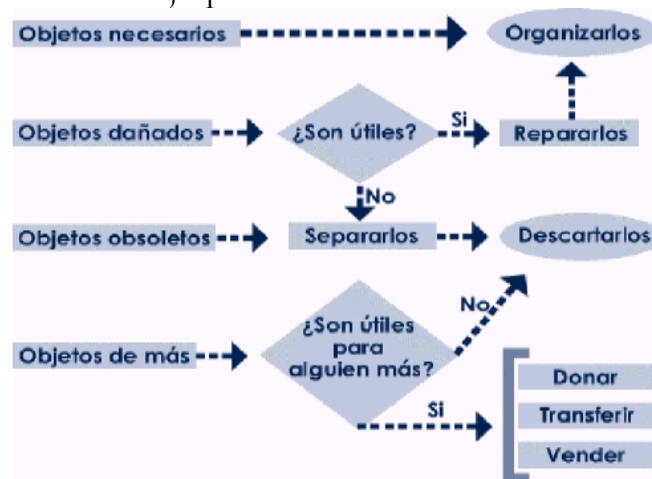 Objetos necesarios
Organizarlos
Objetos dañados
¿Son útiles?
Si
Repararlos
No
Objetos obsoletos
Separarlos
Descartarlos
Objetos de más
¿Son útiles
para
alguien más?
No
Si
Donar
Transferir
Vender